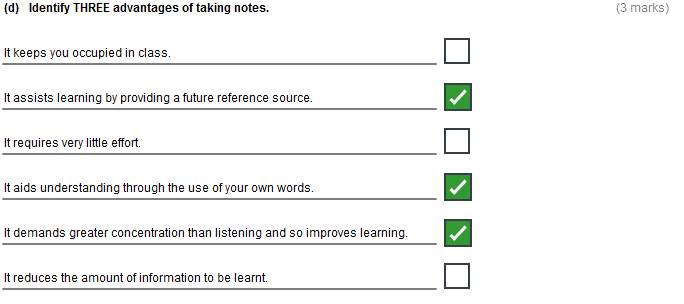 (d) Identify THREE advantages of taking notes. (3 marks)
It keeps you occupied in class.
It assists learning by providing a future reference source.
It requires very little effort.
It aids understanding through the use of your own words.
It demands greater concentration than listening and so improves learning.
It reduces the amount of information to be learnt.